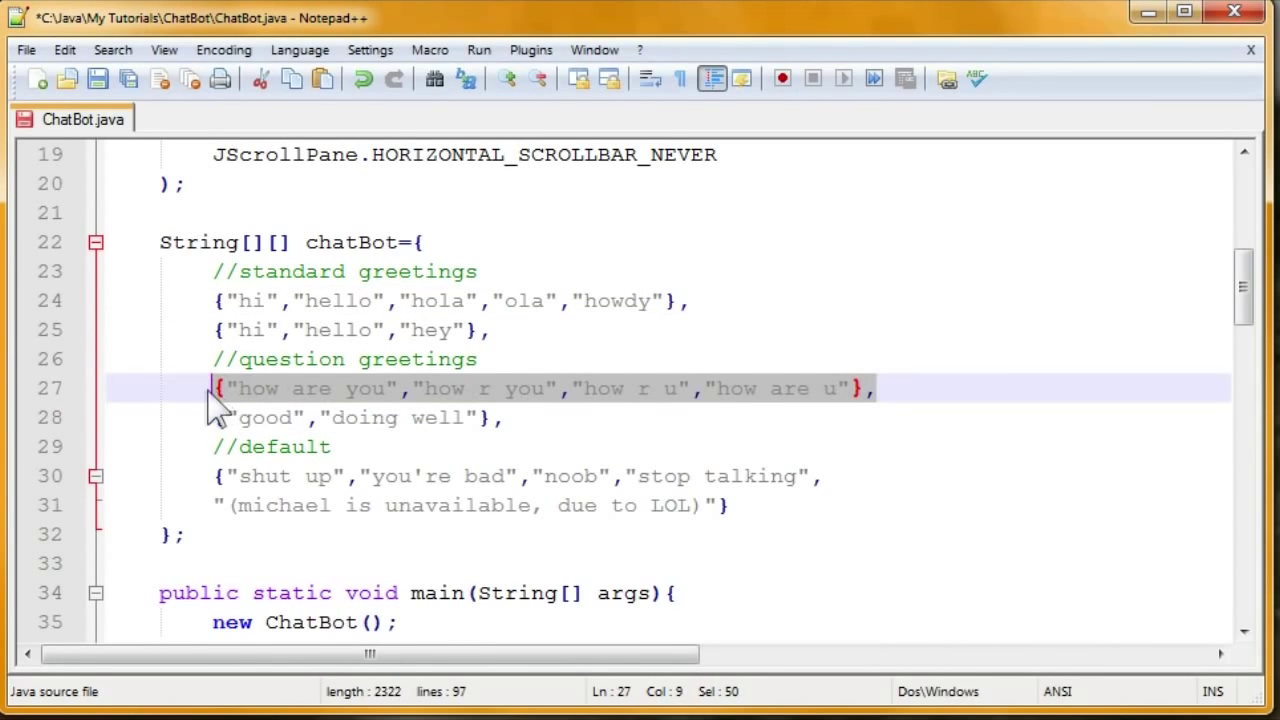 *C:\Java\My Tutorials\ChatBot\ChatBot.java - Notepad++
File Edit Search View Encoding Language Settings Macro Run Plugins Window ? X
ABC
ChatBot.java
19 JScrollPane.HORIZONTAL_SCROLLBAR_NEVER
20 );
21
22 String[][] chatBot={
23 //standard greetings
24 {"hi","hello","hola","ola","howdy"},
25 {"hi","hello","hey"},
26 //question greetings
27 {"how are you","how r you","how r u","how are u"},
28 "good","doing well"},
29 //default
30 {"shut up","you're bad","noob","stop talking",
31 "(michael is unavailable, due to LOL)"}
32 };
33
34 public static void main(String[] args){
35 new ChatBot();
Java source file length : 2322 lines : 97 Ln : 27 Col : 9 Sel : 50 Dos\Windows ANSI INS